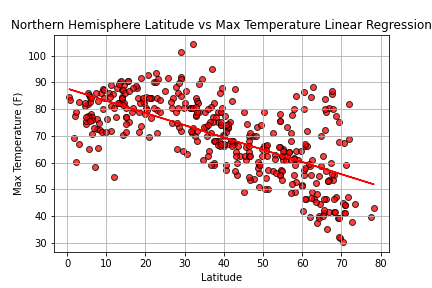 Northern Hemisphere Latitude vs Max Temperature Linear Regression
100
90
80
70
60
50
40
30
Max Temperature (F)
0 10 20 30 40 50 60 70 80
Latitude